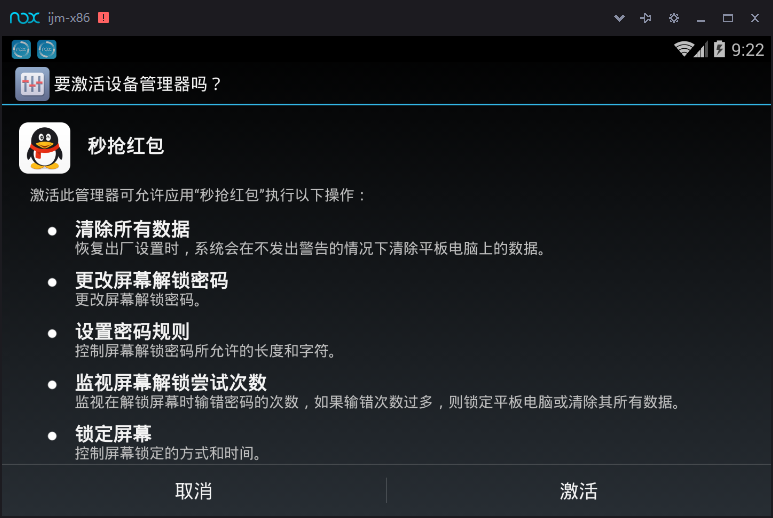 nox ijm-x86
9:22
要激活设备管理器吗？
秒抢红包
激活此管理器可允许应用“秒抢红包”执行以下操作：
清除所有数据
恢复出厂设置时，系统会在不发出警告的情况下清除平板电脑上的数据。
更改屏幕解锁密码
更改屏幕解锁密码。
设置密码规则
控制屏幕解锁密码所允许的长度和字符。
监视屏幕解锁尝试次数
监视在解锁屏幕时输错密码的次数，如果输错次数过多，则锁定平板电脑或清除其所有数据。
锁定屏幕
控制屏幕锁定的方式和时间。
取消
激活